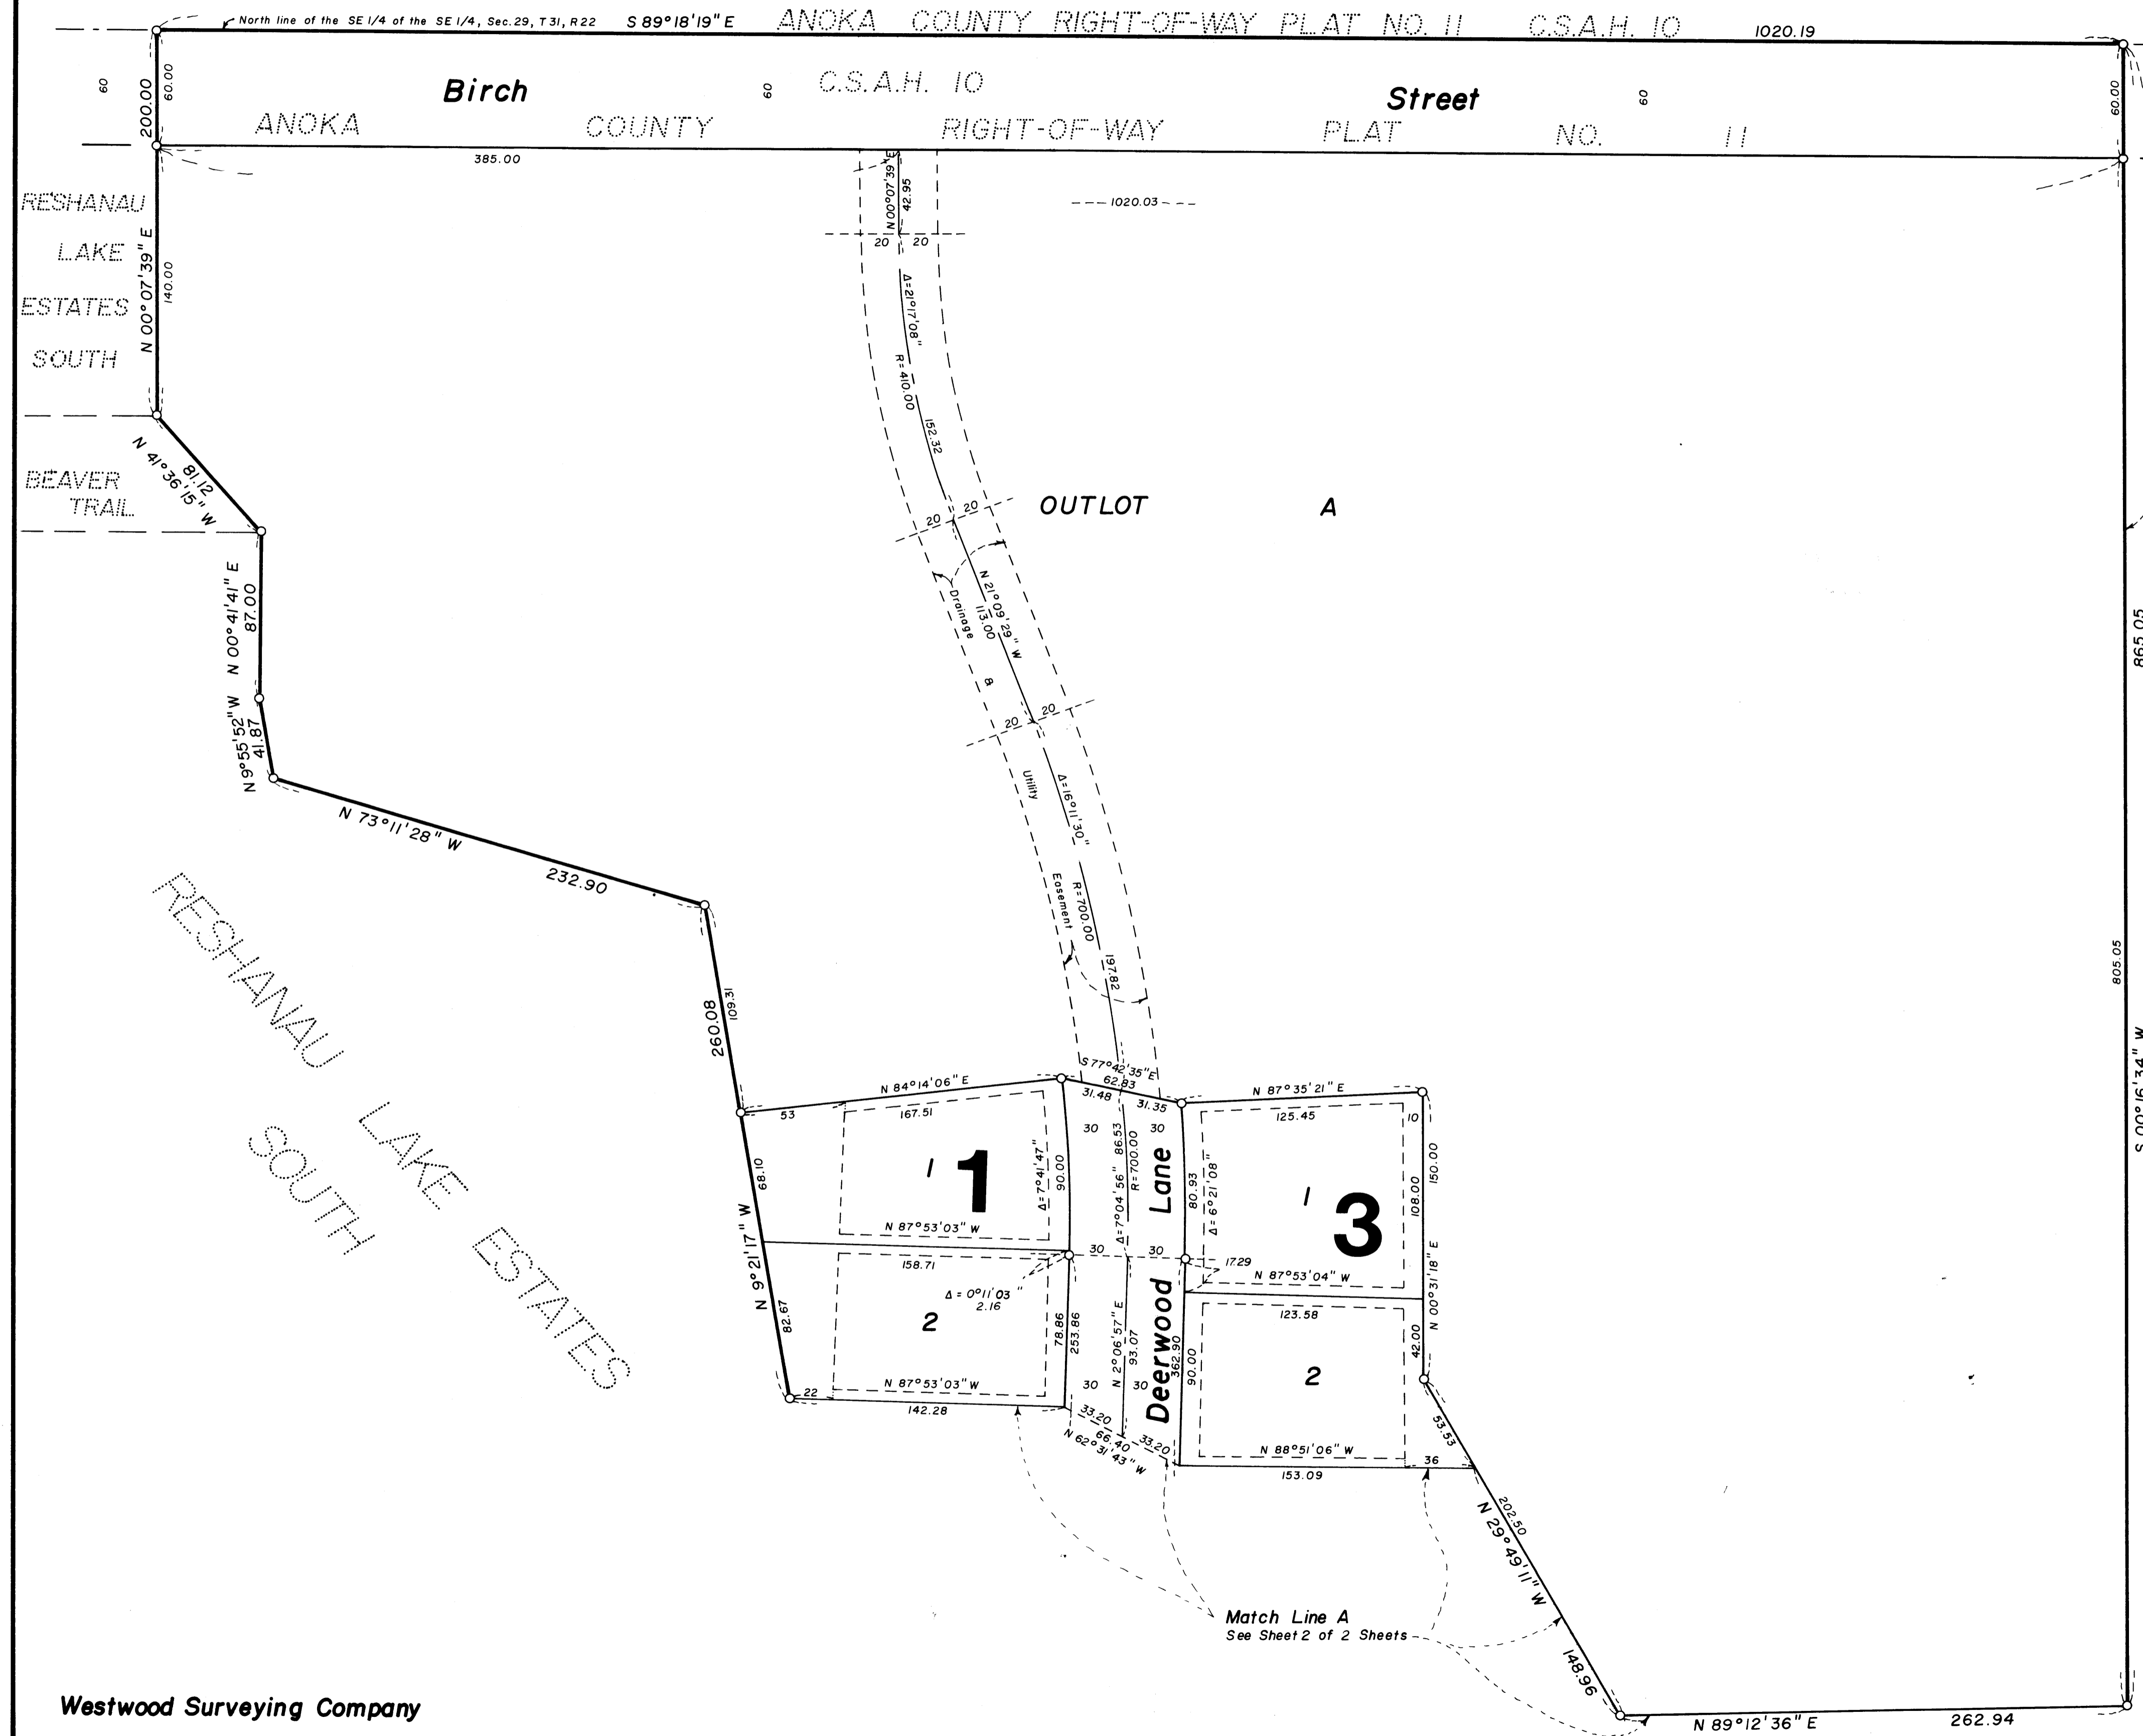 North line of the SE 1/4 of the SE 1/4, Sec. 29, T 31, R 22
S 89°18'19" E
ANOKA COUNTY RIGHT-OF-WAY PLAT NO. 11 C.S.A.H. 10
1020.19
60
200.00
60.00
Birch
60
C.S.A.H. 10
Street
60
60.00
ANOKA COUNTY RIGHT-OF-WAY PLAT NO. 11
385.00
N 00°07'39" E
42.95
1020.03
RESHANAU
LAKE
ESTATES
SOUTH
N 00°07'39" E
140.00
20
20
Δ=21°17'08"
R=410.00
152.32
N 41°36'15" W
81.12
BEAVER
TRAIL
OUTLOT A
20
20
N 21°09'29" W
113.00
Drainage
&
Utility
Easement
N 00°41'41" E
87.00
N 9°55'52" W
41.87
20
20
Δ=16°11'30"
R=700.00
197.82
865.05
805.05
S 00°16'34" W
N 73°11'28" W
232.90
RESHANAU
LAKE
ESTATES
SOUTH
260.08
109.31
S 77°42'35" E
62.83
31.48
31.35
N 84°14'06" E
53
167.51
N 87°35'21" E
125.45
10
30
30
1
1
Δ=7°41'47"
90.00
Δ=7°04'56"
86.53
R=700.00
Deerwood Lane
80.93
Δ=6°21'08"
1
3
108.00
150.00
N 00°31'18" E
68.10
N 9°21'17" W
N 87°53'03" W
158.71
30
30
17.29
N 87°53'04" W
123.58
Δ = 0°11'03"
2.16
82.67
2
78.86
253.86
N 2°06'57" E
93.07
362.90
90.00
2
42.00
30
30
22
N 87°53'03" W
142.28
33.20
66.40
33.20
N 62°31'43" W
N 88°51'06" W
153.09
36
53.53
202.50
N 29°49'11" W
148.96
Match Line A
See Sheet 2 of 2 Sheets
Westwood Surveying Company
N 89°12'36" E
262.94